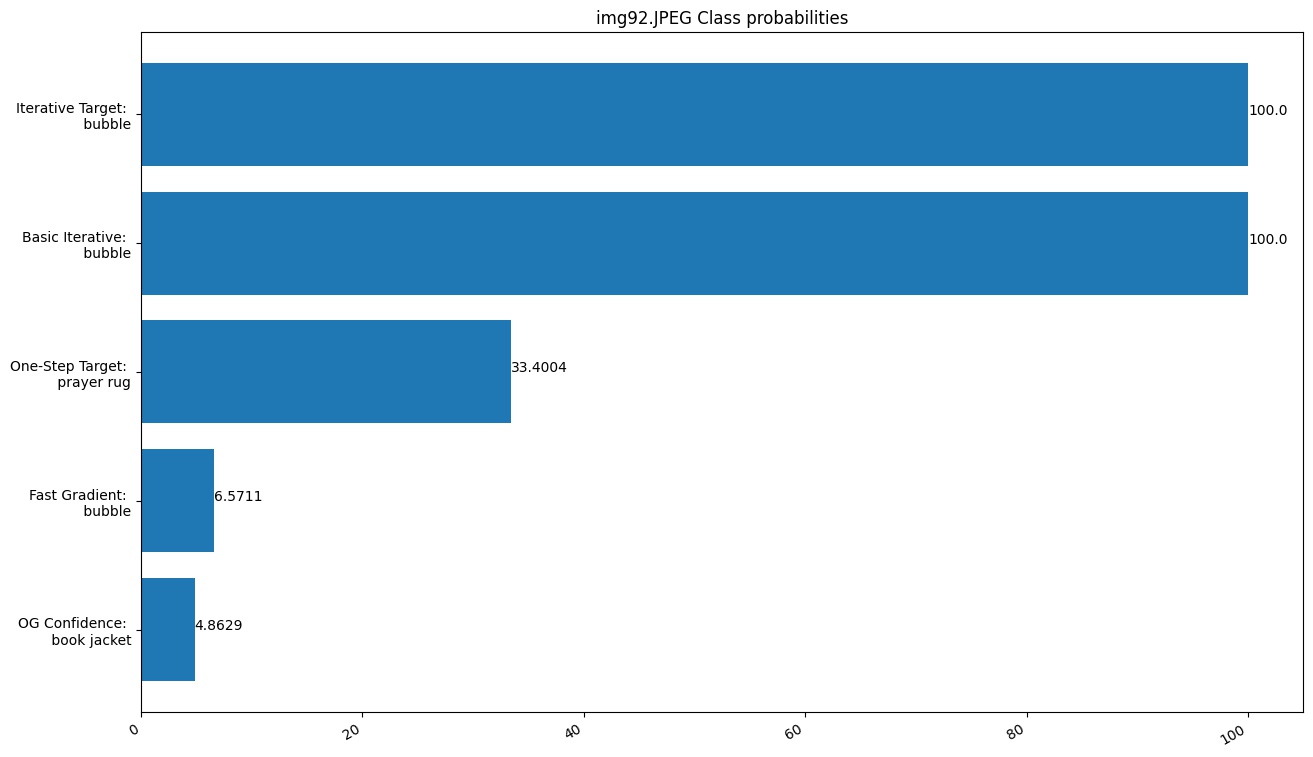 img92.JPEG Class probabilities
Iterative Target:
bubble
100.0
Basic Iterative:
bubble
100.0
One-Step Target:
prayer rug
33.4004
Fast Gradient:
bubble
6.5711
OG Confidence:
book jacket
4.8629
0
20
40
60
80
100